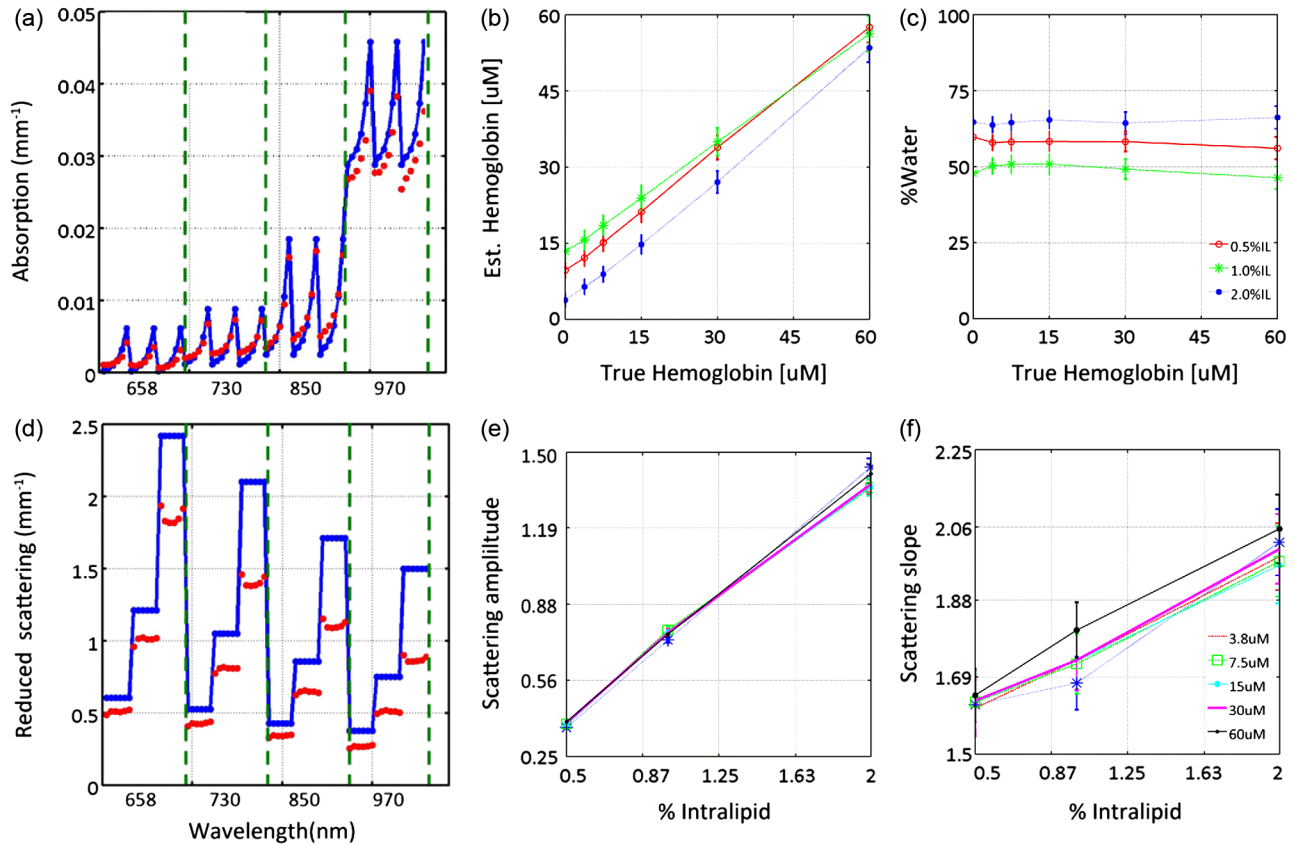 (a)
0.05
0.04
0.03
0.02
0.01
0
Absorption (mm-1)
658 730 850 970
(b)
60
45
30
15
0
Est. Hemoglobin [uM]
0 15 30 45 60
True Hemoglobin [uM]
(c)
100
75
50
25
0
%Water
0.5%IL
1.0%IL
2.0%IL
0 15 30 45 60
True Hemoglobin [uM]
(d)
2.5
2
1.5
1
0.5
0
Reduced scattering (mm-1)
658 730 850 970
Wavelength(nm)
(e)
1.50
1.19
0.88
0.56
0.25
Scattering amplilitude
0.5 0.87 1.25 1.63 2
% Intralipid
(f)
2.25
2.06
1.88
1.69
1.5
Scattering slope
3.8uM
7.5uM
15uM
30uM
60uM
0.5 0.87 1.25 1.63 2
% Intralipid